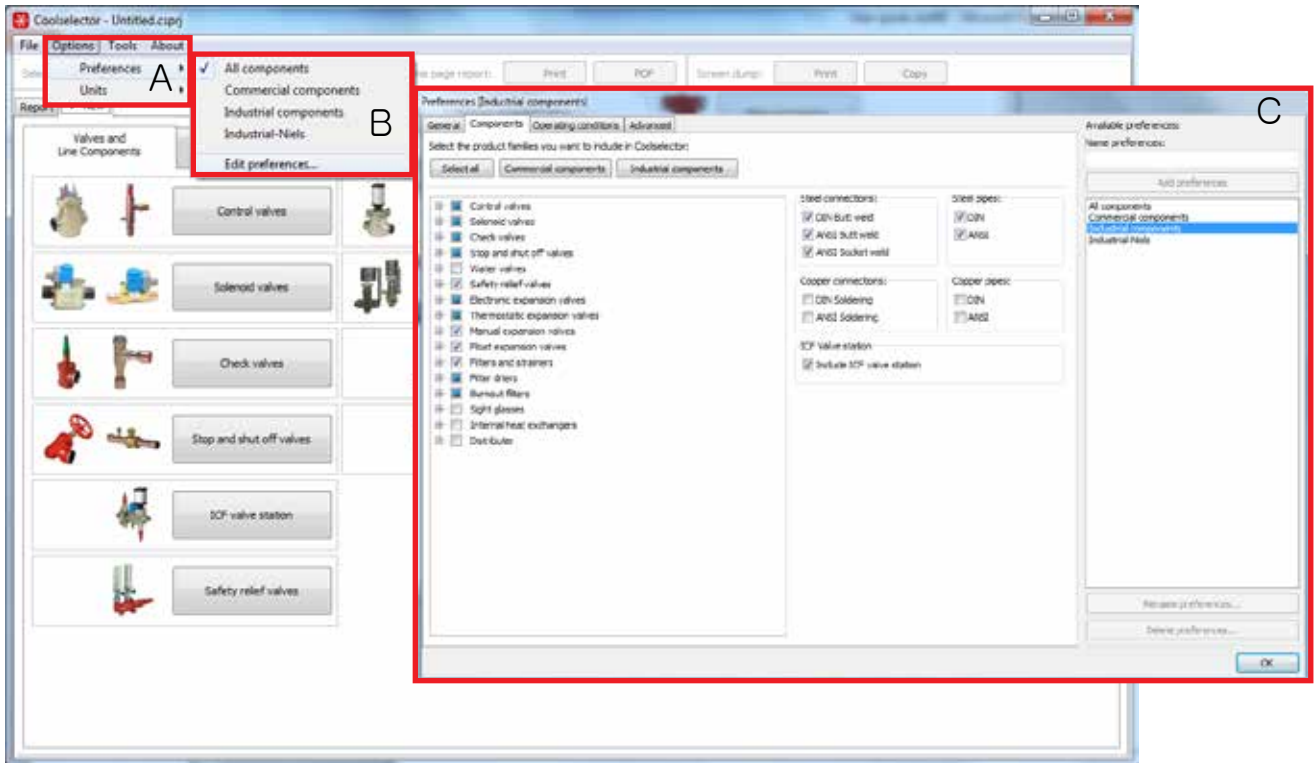 Coolselector - Untitled.csprj
File Options Tools About
Preferences
Units
A
All components
Commercial components
Industrial components
Industrial-Niels
Edit preferences...
B
one page report: Print PDF Screen dump: Print Copy
Report
Valves and
Line Components
Control valves
Solenoid valves
Check valves
Stop and shut off valves
ICF valve station
Safety relief valves
Preferences [Industrial components]
C
General Components Operating conditions Advanced
Select the product families you want to include in Coolselector:
Select all Commercial components Industrial components
Control valves
Solenoid valves
Check valves
Stop and shut off valves
Water valves
Safety relief valves
Electronic expansion valves
Thermostatic expansion valves
Manual expansion valves
Float expansion valves
Filters and strainers
Filter driers
Burnout filters
Sight glasses
Internal heat exchangers
Distributer
Steel connections:
DIN Butt weld
ANSI Butt weld
ANSI Socket weld
Steel pipes:
DIN
ANSI
Copper connections:
DIN Soldering
ANSI Soldering
Copper pipes:
DIN
ANSI
ICF Valve station
Include ICF valve station
Available preferences:
Name preferences:
Add preferences
All components
Commercial components
Industrial components
Industrial-Niels
Rename preferences...
Delete preferences...
OK